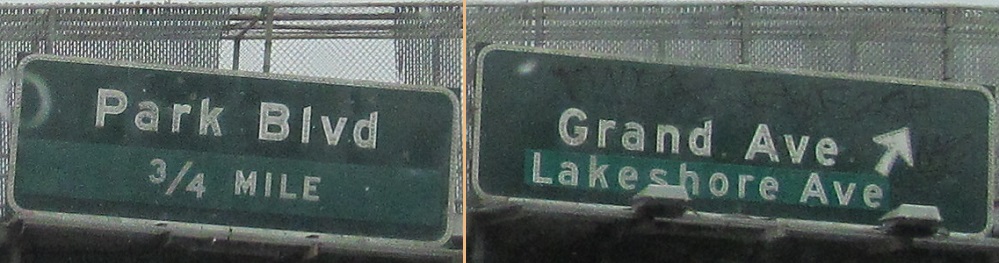 Park Blvd
3/4 MILE
Grand Ave
Lakeshore Ave